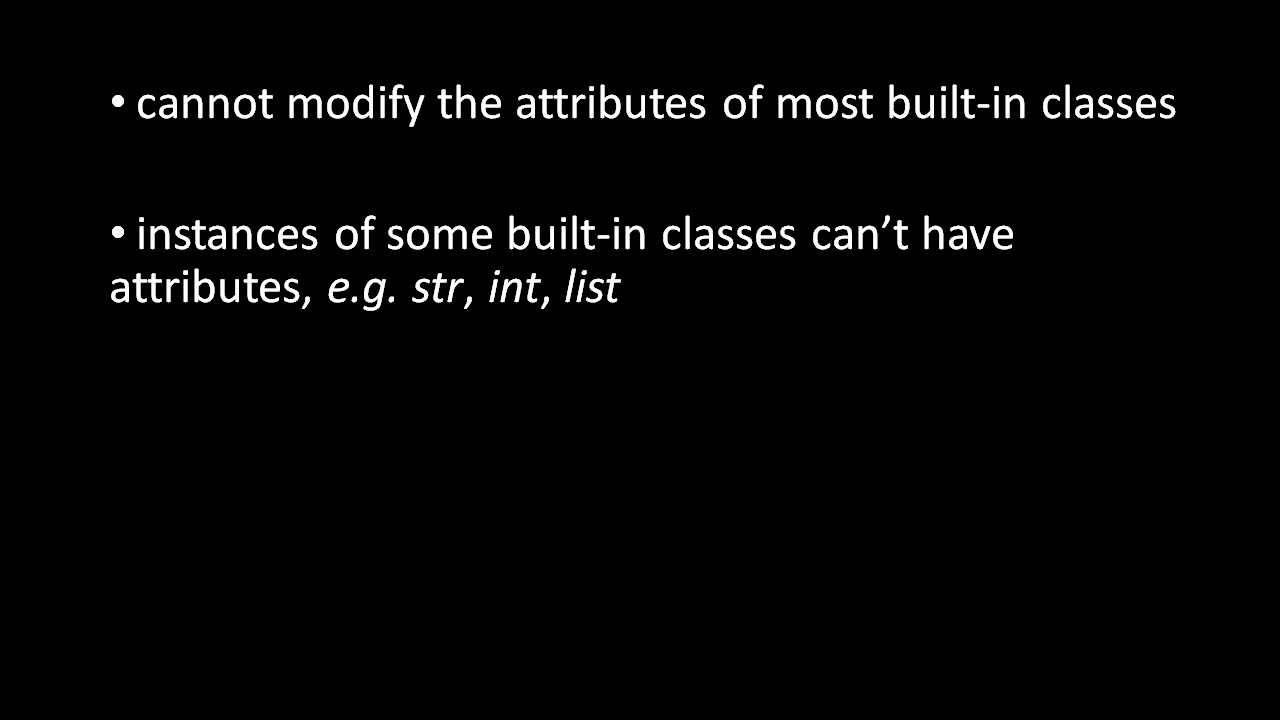 • cannot modify the attributes of most built-in classes
• instances of some built-in classes can’t have
attributes, e.g. str, int, list